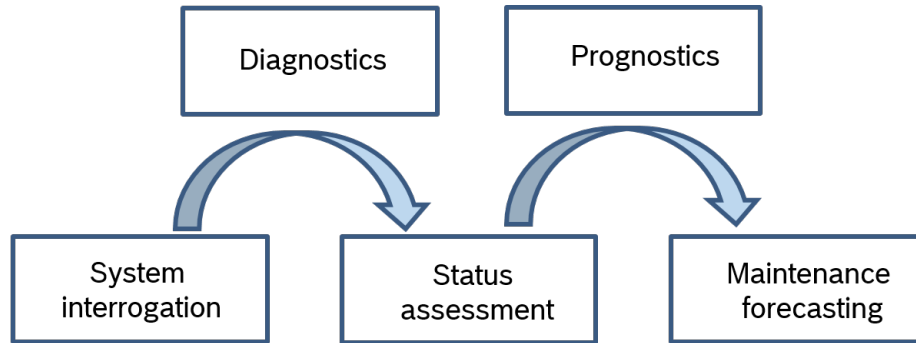 Diagnostics
Prognostics
System
interrogation
Status
assessment
Maintenance
forecasting